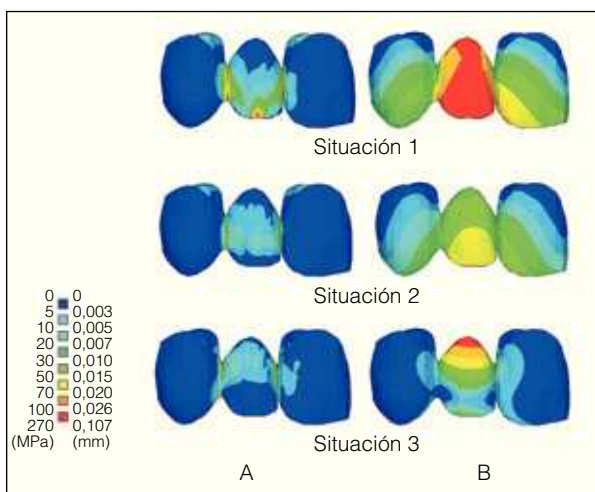 Situación 1
Situación 2
0 0
5 0,003
10 0,005
20 0,007
30 0,010
50 0,015
70 0,020
100 0,026
270 0,107
(MPa) (mm)
Situación 3
A B